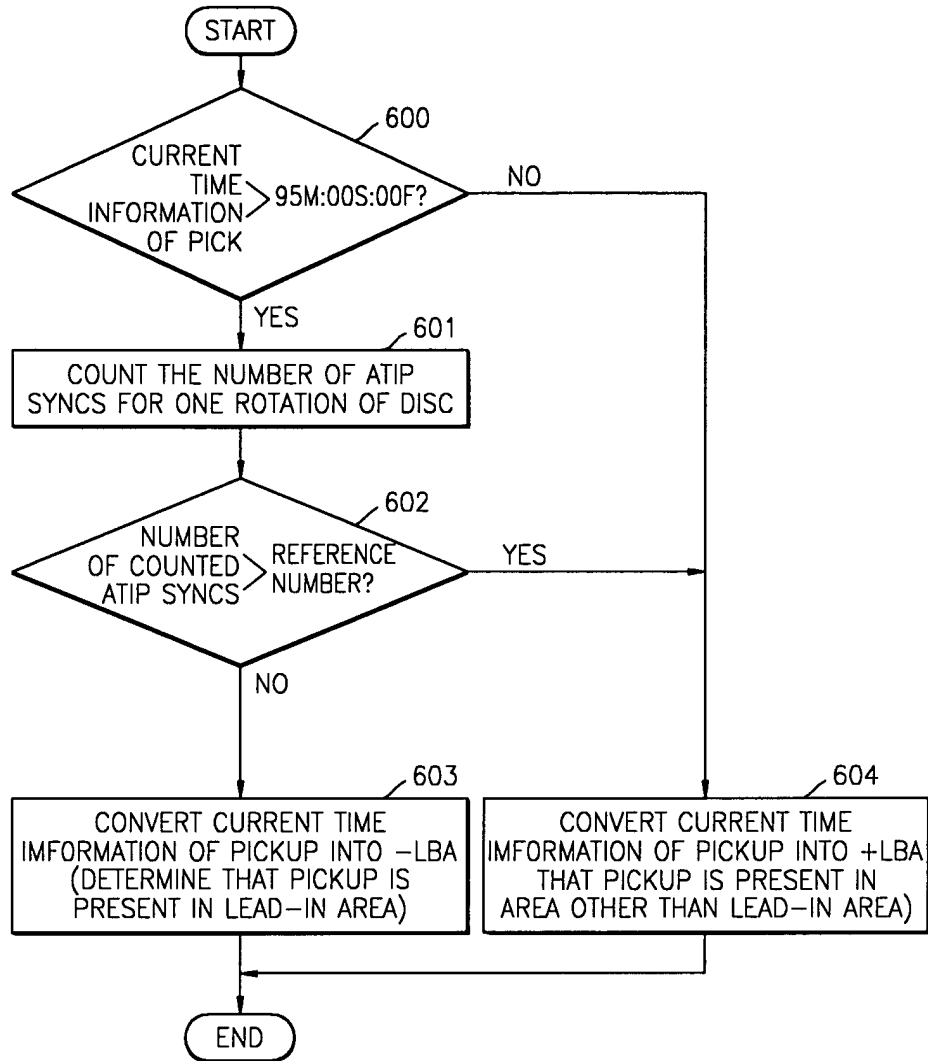 START
600
CURRENT
TIME
INFORMATION
OF PICK
> 95M:00S:00F?
NO
YES
601
COUNT THE NUMBER OF ATIP
SYNCS FOR ONE ROTATION OF DISC
602
NUMBER
OF COUNTED
ATIP SYNCS
> REFERENCE
NUMBER?
YES
NO
603
CONVERT CURRENT TIME
IMFORMATION OF PICKUP INTO –LBA
(DETERMINE THAT PICKUP IS
PRESENT IN LEAD–IN AREA)
604
CONVERT CURRENT TIME
IMFORMATION OF PICKUP INTO +LBA
THAT PICKUP IS PRESENT IN
AREA OTHER THAN LEAD–IN AREA)
END